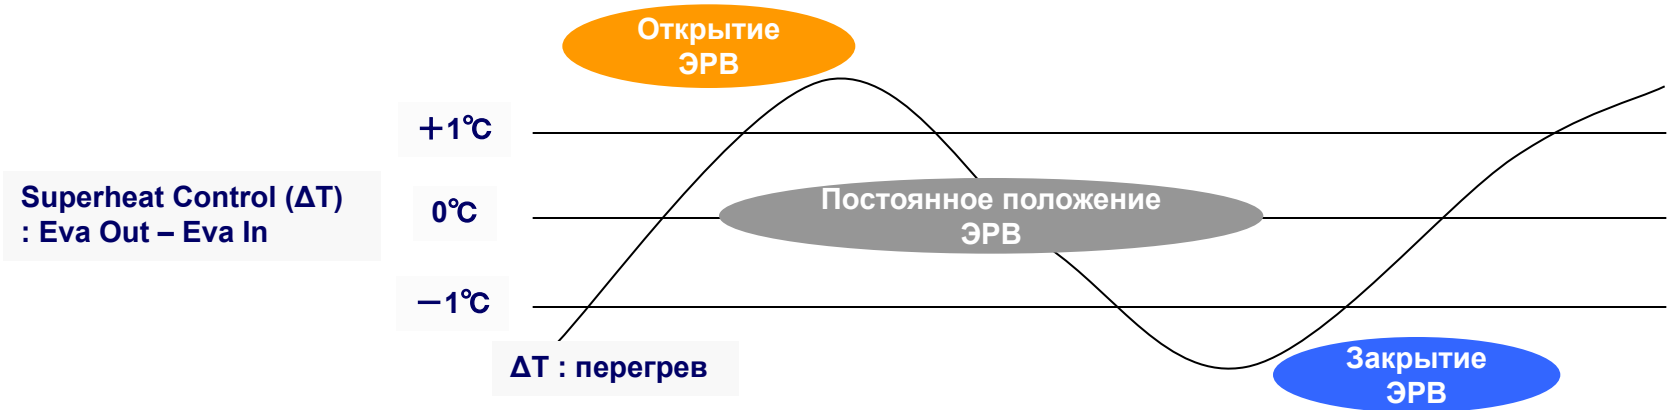 Открытие
ЭРВ
+1℃
Superheat Control (ΔT)
: Eva Out – Eva In
0℃
Постоянное положение
ЭРВ
−1℃
ΔT : перегрев
Закрытие
ЭРВ